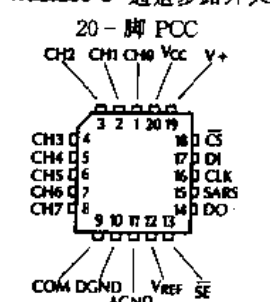 20-脚 PCC
CH2 CH1 CH0 VCC V+
3 2 1 20 19
CH3 4 18 C̅S̅
CH4 5 17 DI
CH5 6 16 CLK
CH6 7 15 SARS
CH7 8 14 DO
9 10 11 12 13
COM DGND VREF S̅E̅
AGND